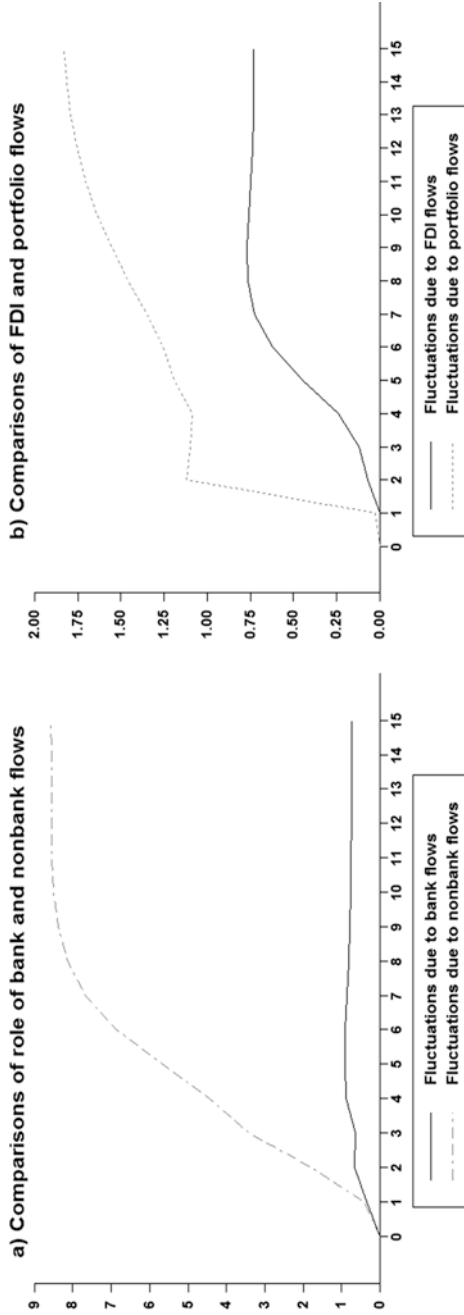 a) Comparisons of role of bank and nonbank flows
9
8
7
6
5
4
3
2
1
0
0 1 2 3 4 5 6 7 8 9 10 11 12 13 14 15
Fluctuations due to bank flows
Fluctuations due to nonbank flows
b) Comparisons of FDI and portfolio flows
2.00
1.75
1.50
1.25
1.00
0.75
0.50
0.25
0.00
0 1 2 3 4 5 6 7 8 9 10 11 12 13 14 15
Fluctuations due to FDI flows
Fluctuations due to portfolio flows